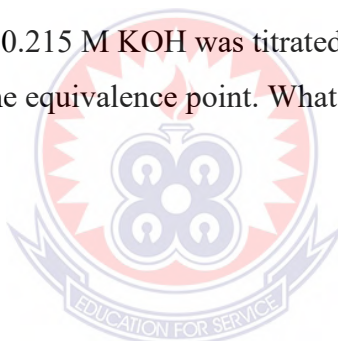 0.215 M KOH was titrated
he equivalence point. What
EDUCATION FOR SERVICE